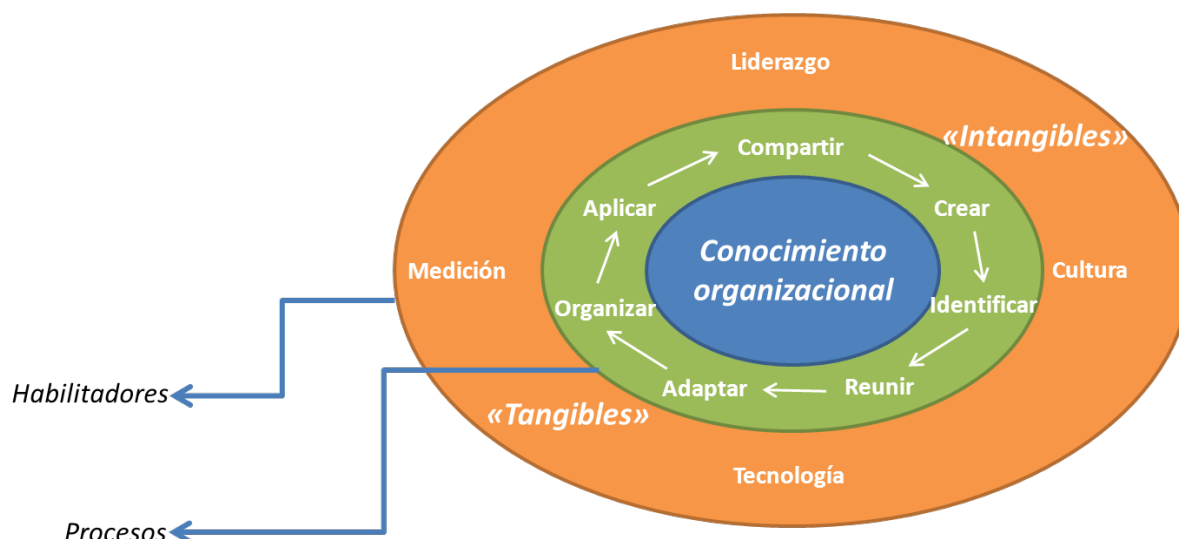 Liderazgo
«Intangibles»
Compartir
Aplicar
Crear
Conocimiento
organizacional
Medición
Cultura
Organizar
Identificar
Adaptar
Reunir
Habilitadores
«Tangibles»
Tecnología
Procesos